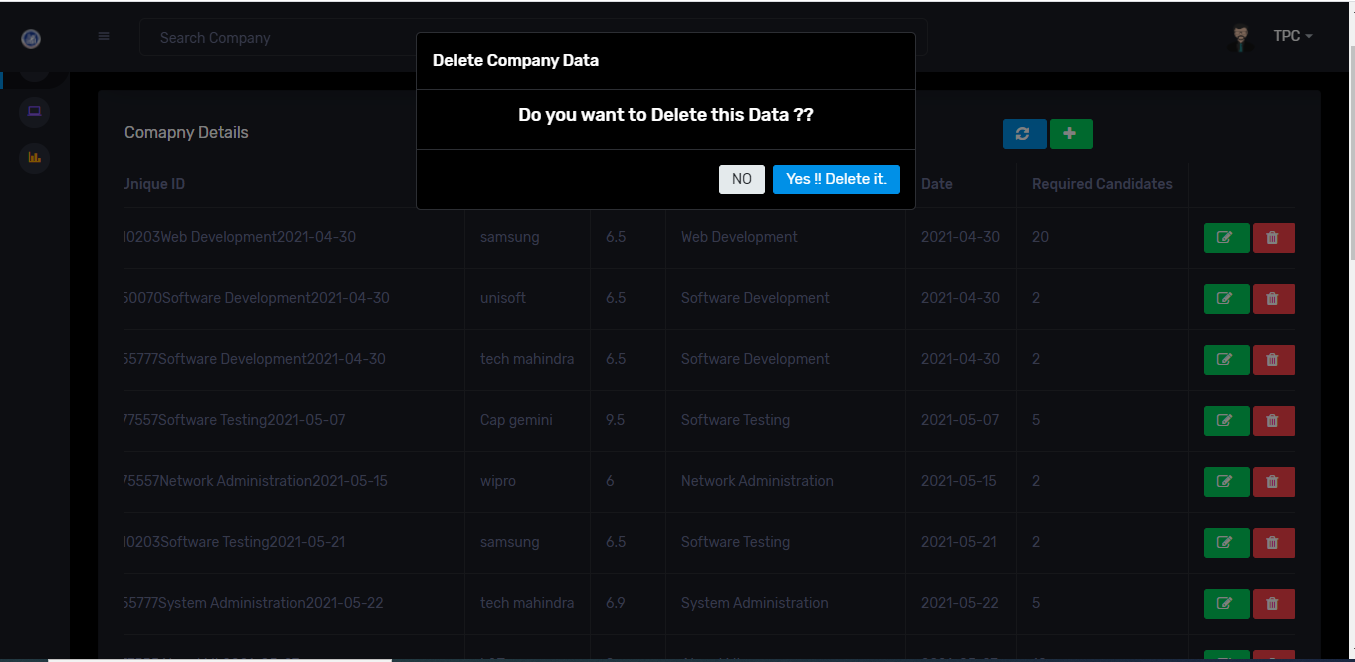 Search Company
TPC
Delete Company Data
Do you want to Delete this Data ??
NO
Yes !! Delete it.
Comapny Details
Unique ID Date Required Candidates
0203Web Development2021-04-30 samsung 6.5 Web Development 2021-04-30 20
50070Software Development2021-04-30 unisoft 6.5 Software Development 2021-04-30 2
55777Software Development2021-04-30 tech mahindra 6.5 Software Development 2021-04-30 2
77557Software Testing2021-05-07 Cap gemini 9.5 Software Testing 2021-05-07 5
75557Network Administration2021-05-15 wipro 6 Network Administration 2021-05-15 2
0203Software Testing2021-05-21 samsung 6.5 Software Testing 2021-05-21 2
55777System Administration2021-05-22 tech mahindra 6.9 System Administration 2021-05-22 5